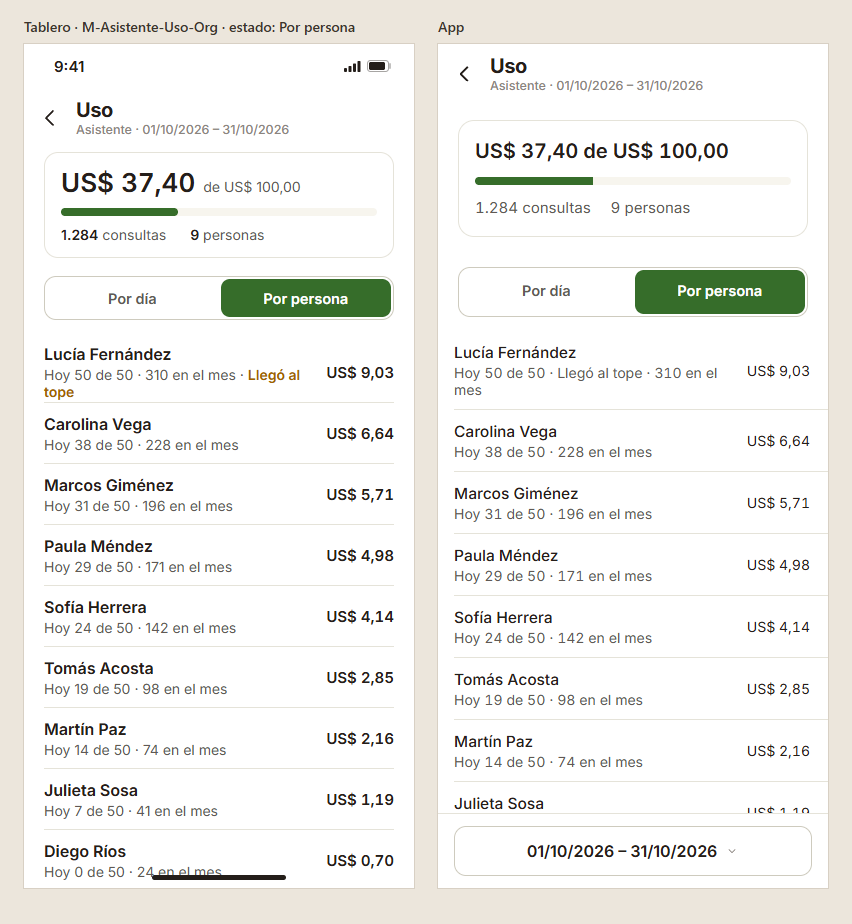 Tablero · M-Asistente-Uso-Org · estado: Por persona
9:41
Uso
Asistente · 01/10/2026 – 31/10/2026
US$ 37,40 de US$ 100,00
1.284 consultas 9 personas
Por día Por persona
Lucía Fernández
Hoy 50 de 50 · 310 en el mes · Llegó al
tope
US$ 9,03
Carolina Vega
Hoy 38 de 50 · 228 en el mes
US$ 6,64
Marcos Giménez
Hoy 31 de 50 · 196 en el mes
US$ 5,71
Paula Méndez
Hoy 29 de 50 · 171 en el mes
US$ 4,98
Sofía Herrera
Hoy 24 de 50 · 142 en el mes
US$ 4,14
Tomás Acosta
Hoy 19 de 50 · 98 en el mes
US$ 2,85
Martín Paz
Hoy 14 de 50 · 74 en el mes
US$ 2,16
Julieta Sosa
Hoy 7 de 50 · 41 en el mes
US$ 1,19
Diego Ríos
Hoy 0 de 50 · 24 en el mes
US$ 0,70
App
Uso
Asistente · 01/10/2026 – 31/10/2026
US$ 37,40 de US$ 100,00
1.284 consultas 9 personas
Por día Por persona
Lucía Fernández
Hoy 50 de 50 · Llegó al tope · 310 en el
mes
US$ 9,03
Carolina Vega
Hoy 38 de 50 · 228 en el mes
US$ 6,64
Marcos Giménez
Hoy 31 de 50 · 196 en el mes
US$ 5,71
Paula Méndez
Hoy 29 de 50 · 171 en el mes
US$ 4,98
Sofía Herrera
Hoy 24 de 50 · 142 en el mes
US$ 4,14
Tomás Acosta
Hoy 19 de 50 · 98 en el mes
US$ 2,85
Martín Paz
Hoy 14 de 50 · 74 en el mes
US$ 2,16
Julieta Sosa
US$ 1,19
01/10/2026 – 31/10/2026